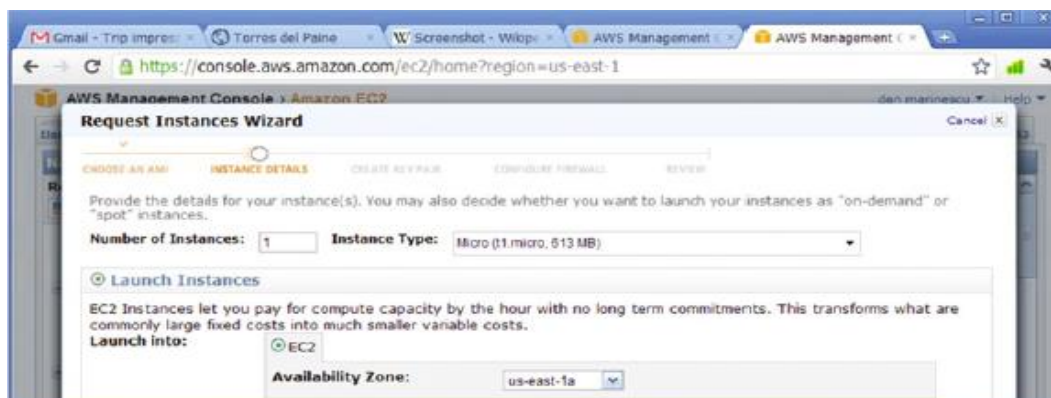 Gmail - Trip impres
Torres del Paine
Screenshot - Wikipe
AWS Management C
AWS Management C
https://console.aws.amazon.com/ec2/home?region=us-east-1
AWS Management Console › Amazon EC2
dan marinescu Help
Request Instances Wizard
Cancel X
CHOOSE AN AMI INSTANCE DETAILS CREATE KEY PAIR CONFIGURE FIREWALL REVIEW
Provide the details for your instance(s). You may also decide whether you want to launch your instances as "on-demand" or
"spot" instances.
Number of Instances: 1 Instance Type: Micro (t1.micro, 613 MB)
Launch Instances
EC2 Instances let you pay for compute capacity by the hour with no long term commitments. This transforms what are
commonly large fixed costs into much smaller variable costs.
Launch into:
EC2
Availability Zone: us-east-1a